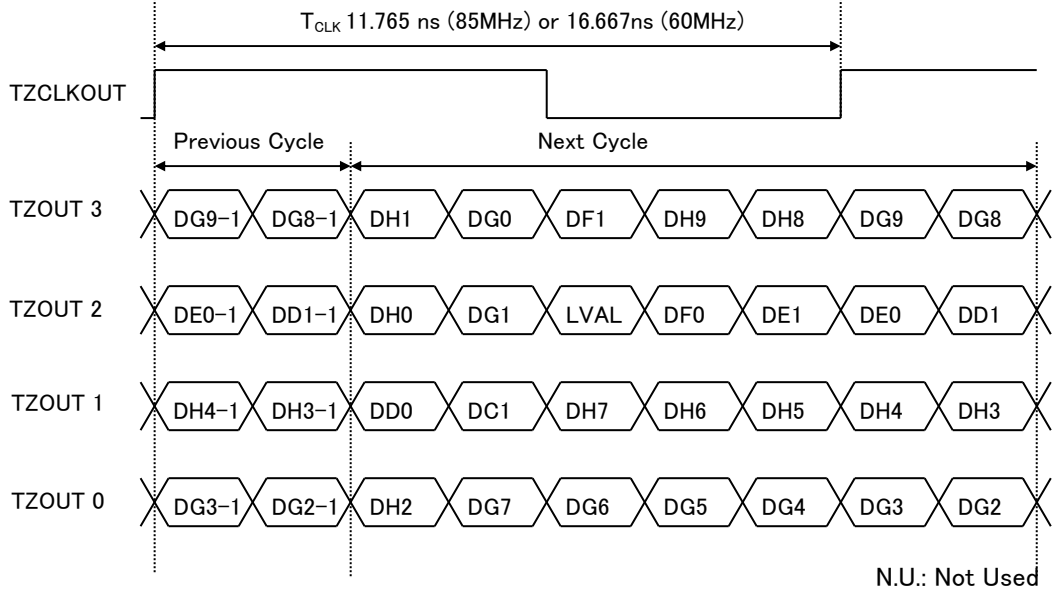 TCLK 11.765 ns (85MHz) or 16.667ns (60MHz)
TZCLKOUT
Previous Cycle Next Cycle
TZOUT 3 DG9-1 DG8-1 DH1 DG0 DF1 DH9 DH8 DG9 DG8
TZOUT 2 DE0-1 DD1-1 DH0 DG1 LVAL DF0 DE1 DE0 DD1
TZOUT 1 DH4-1 DH3-1 DD0 DC1 DH7 DH6 DH5 DH4 DH3
TZOUT 0 DG3-1 DG2-1 DH2 DG7 DG6 DG5 DG4 DG3 DG2
N.U.: Not Used